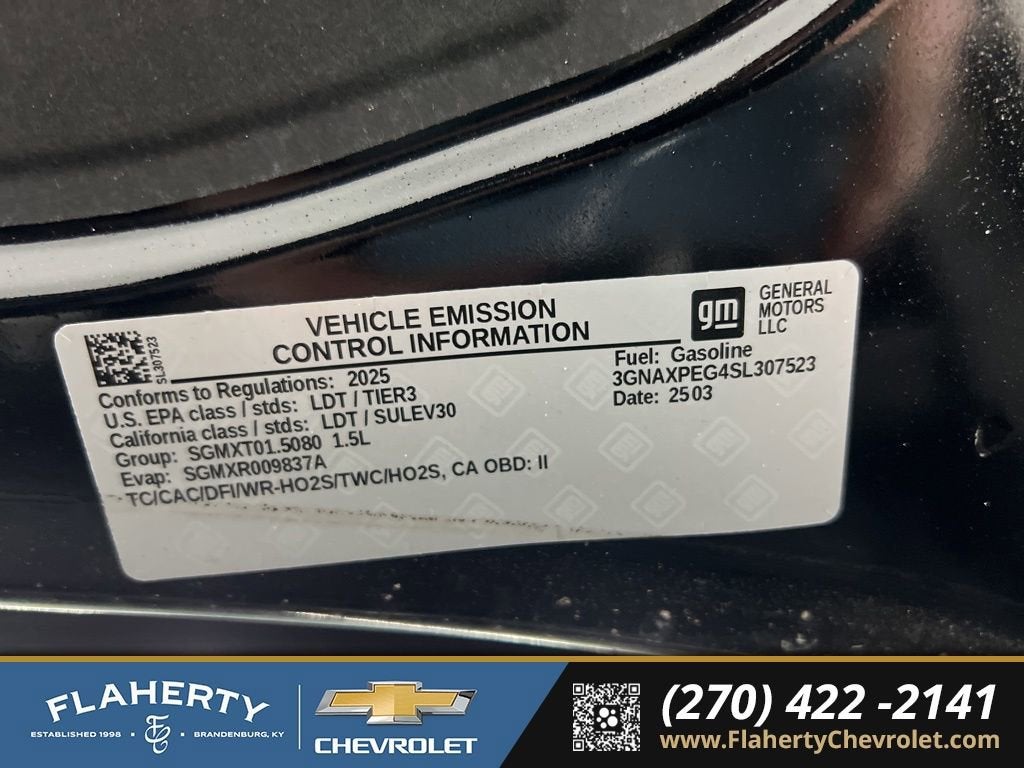 VEHICLE EMISSION
CONTROL INFORMATION
gm
GENERAL
MOTORS
LLC
SL307523
Conforms to Regulations: 2025
U.S. EPA class / stds: LDT / TIER3
California class / stds: LDT / SULEV30
Group: SGMXT01.5080 1.5L
Evap: SGMXR009837A
TC/CAC/DFI/WR-HO2S/TWC/HO2S, CA OBD: II
Fuel: Gasoline
3GNAXPEG4SL307523
Date: 2503
FLAHERTY
ESTABLISHED 1998 • BRANDENBURG, KY
CHEVROLET
(270) 422 -2141
www.FlahertyChevrolet.com